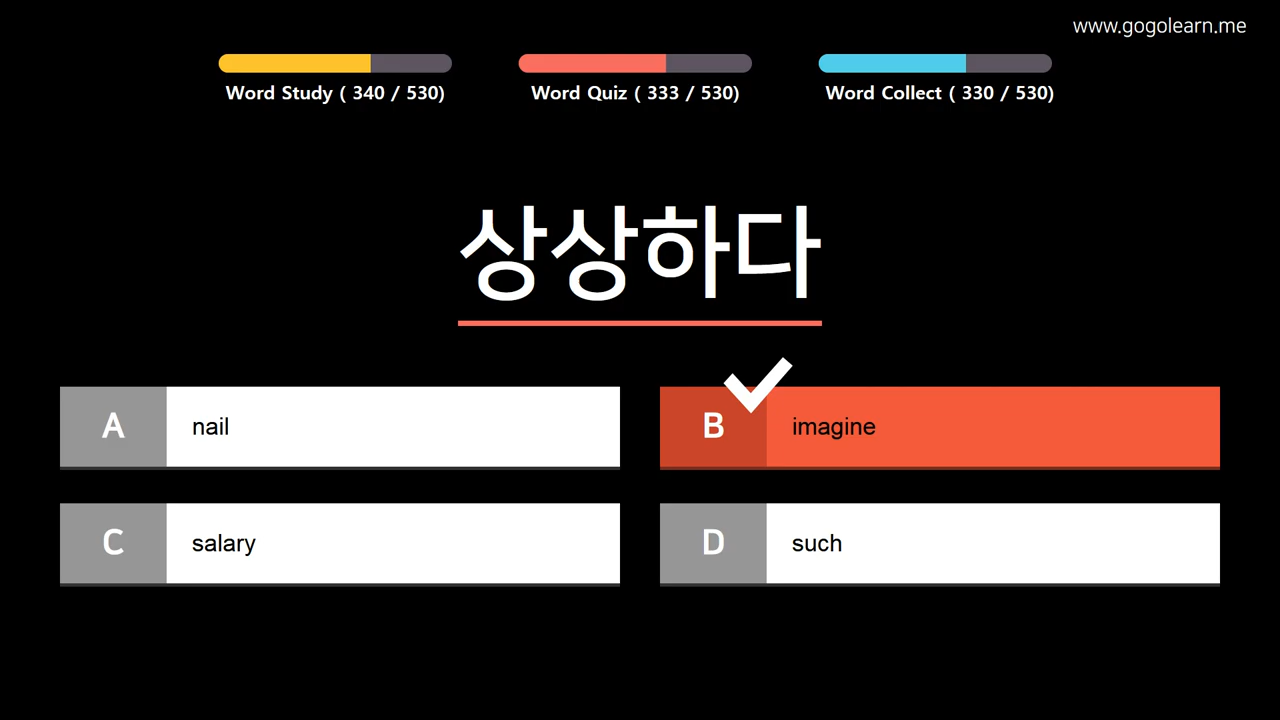 www.gogolearn.me
Word Study ( 340 / 530)
Word Quiz ( 333 / 530)
Word Collect ( 330 / 530)
상상하다
A nail
B imagine
C salary
D such